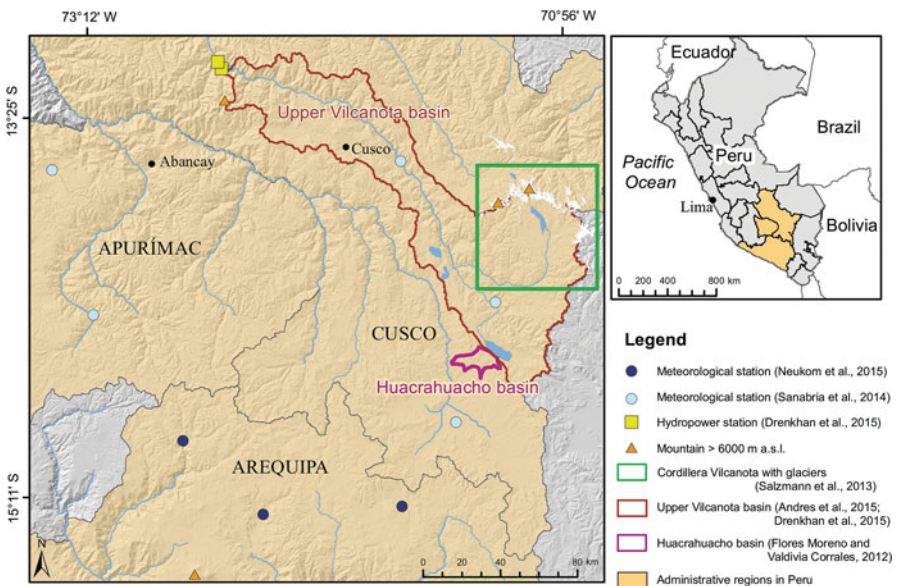 73°12' W
70°56' W
13°25' S
15°11' S
Upper Vilcanota basin
Cusco
Abancay
APURÍMAC
CUSCO
Huacrahuacho basin
AREQUIPA
N
0 20 40 80 km
Ecuador
Brazil
Peru
Pacific
Ocean
Lima
Bolivia
0 200 400 800 km
Legend
Meteorological station (Neukom et al., 2015)
Meteorological station (Sanabria et al., 2014)
Hydropower station (Drenkhan et al., 2015)
Mountain > 6000 m a.s.l.
Cordillera Vilcanota with glaciers
(Salzmann et al., 2013)
Upper Vilcanota basin (Andres et al., 2015;
Drenkhan et al., 2015)
Huacrahuacho basin (Flores Moreno and
Valdivia Corrales, 2012)
Administrative regions in Peru